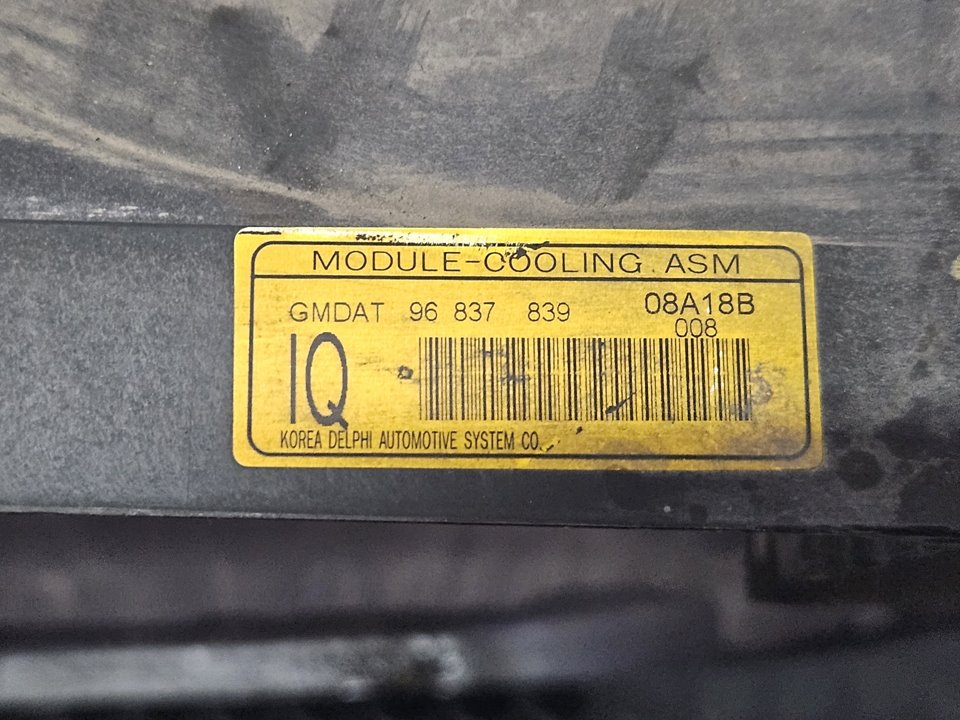 MODULE-COOLING ASM
GMDAT 96 837 839 08A18B
008
IQ
KOREA DELPHI AUTOMOTIVE SYSTEM CO.